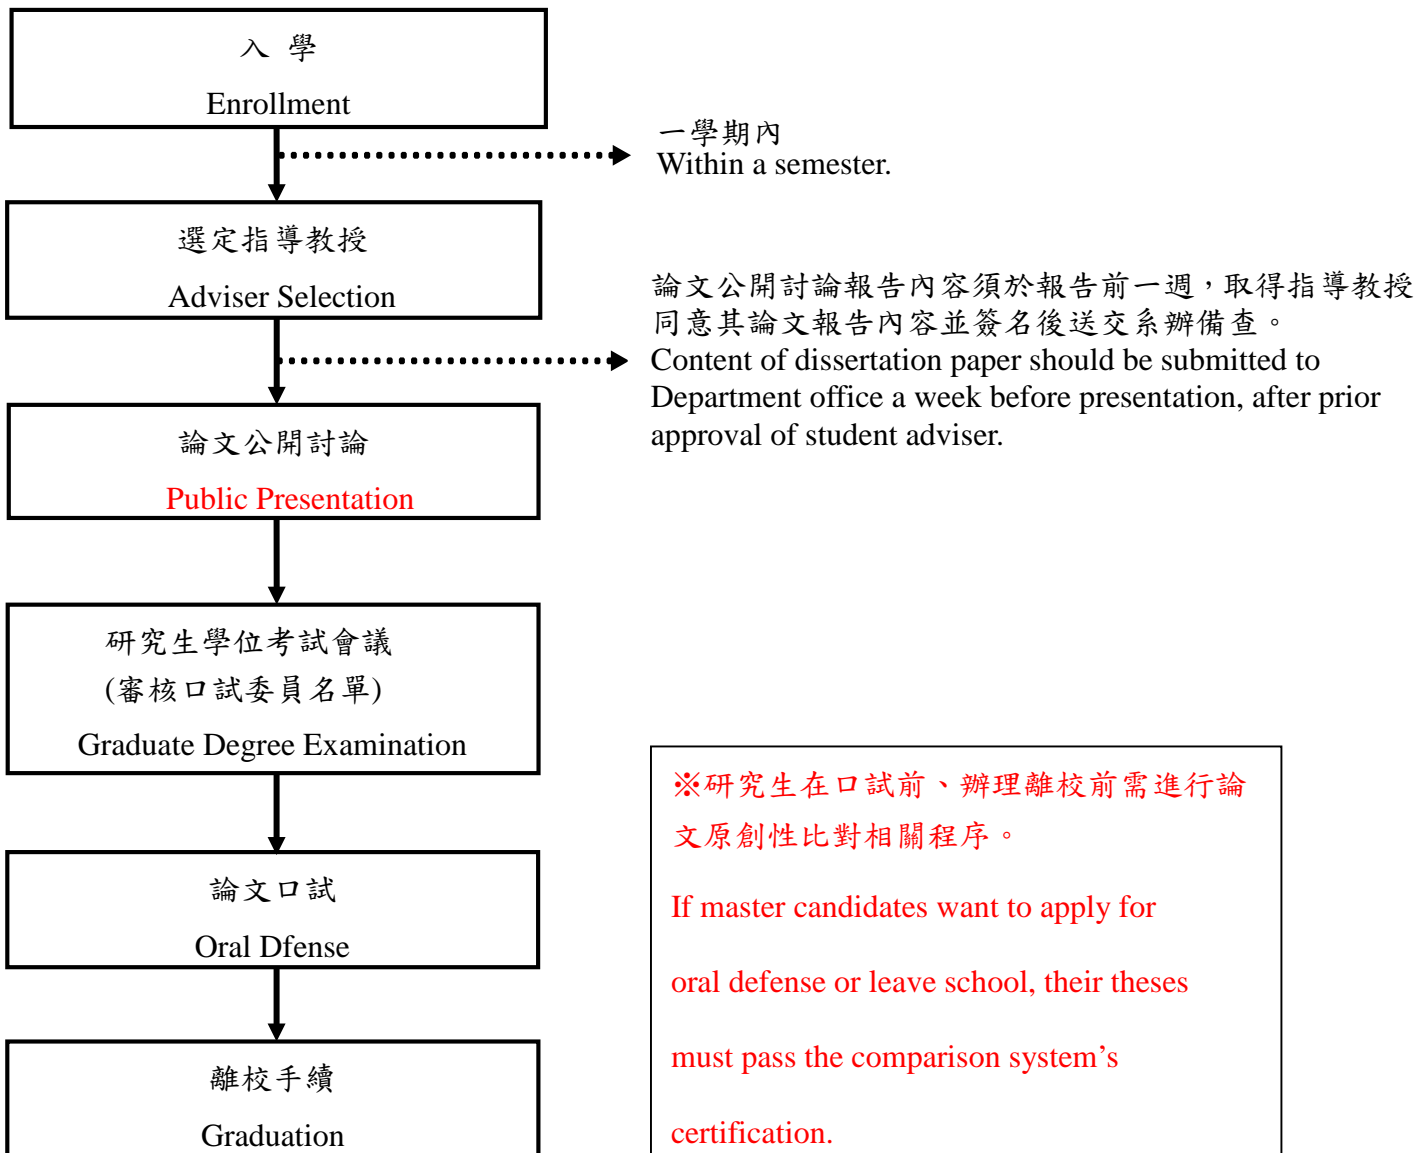 入 學
Enrollment
一學期內
Within a semester.
選定指導教授
Adviser Selection
論文公開討論報告內容須於報告前一週，取得指導教授
同意其論文報告內容並簽名後送交系辦備查。
Content of dissertation paper should be submitted to
Department office a week before presentation, after prior
approval of student adviser.
論文公開討論
Public Presentation
研究生學位考試會議
(審核口試委員名單)
Graduate Degree Examination
論文口試
Oral Dfense
離校手續
Graduation
※研究生在口試前、辦理離校前需進行論
文原創性比對相關程序。
If master candidates want to apply for
oral defense or leave school, their theses
must pass the comparison system’s
certification.